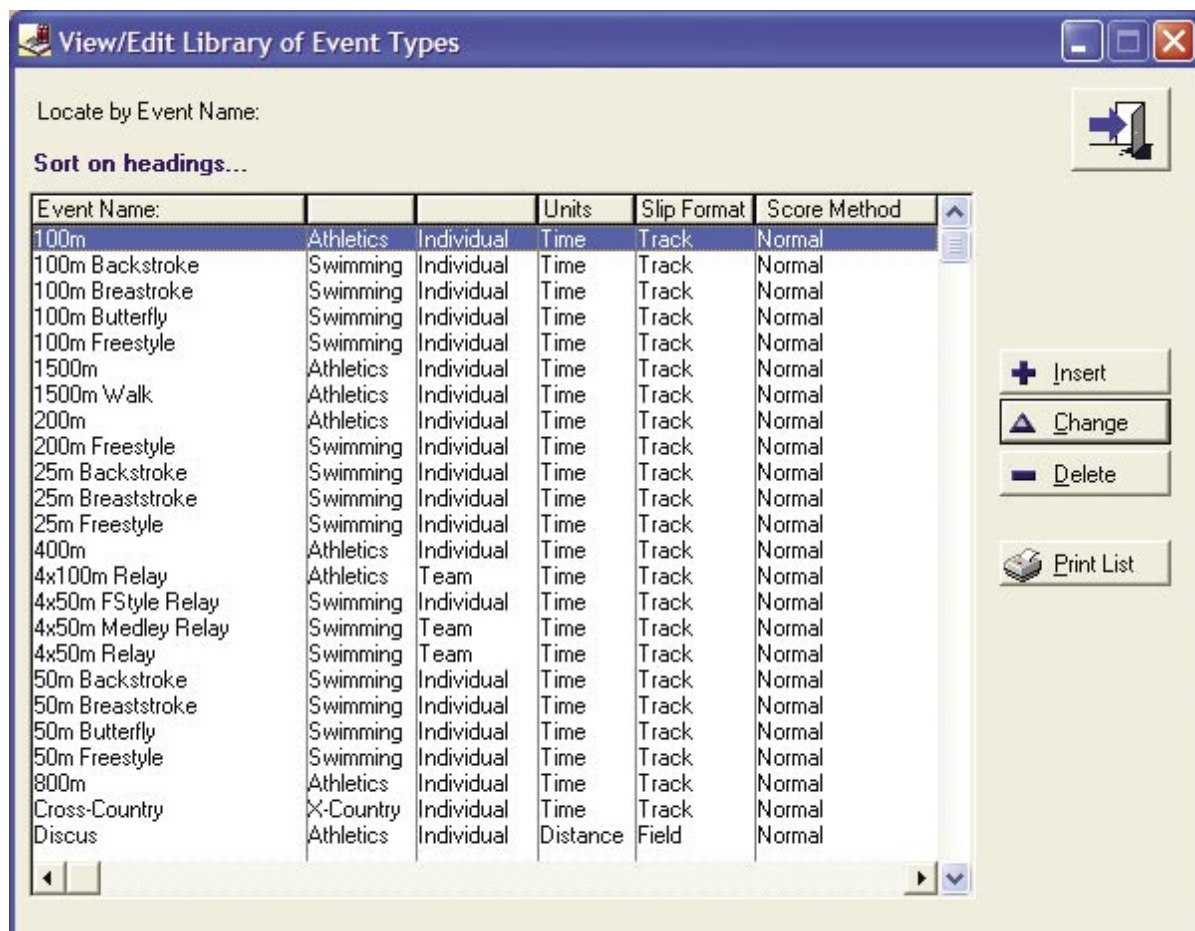 View/Edit Library of Event Types
Locate by Event Name:
Sort on headings...
Event Name: Units Slip Format Score Method
100m Athletics Individual Time Track Normal
100m Backstroke Swimming Individual Time Track Normal
100m Breastroke Swimming Individual Time Track Normal
100m Butterfly Swimming Individual Time Track Normal
100m Freestyle Swimming Individual Time Track Normal
1500m Athletics Individual Time Track Normal
1500m Walk Athletics Individual Time Track Normal
200m Athletics Individual Time Track Normal
200m Freestyle Swimming Individual Time Track Normal
25m Backstroke Swimming Individual Time Track Normal
25m Breaststroke Swimming Individual Time Track Normal
25m Freestyle Swimming Individual Time Track Normal
400m Athletics Individual Time Track Normal
4x100m Relay Athletics Team Time Track Normal
4x50m FStyle Relay Swimming Individual Time Track Normal
4x50m Medley Relay Swimming Team Time Track Normal
4x50m Relay Swimming Team Time Track Normal
50m Backstroke Swimming Individual Time Track Normal
50m Breaststroke Swimming Individual Time Track Normal
50m Butterfly Swimming Individual Time Track Normal
50m Freestyle Swimming Individual Time Track Normal
800m Athletics Individual Time Track Normal
Cross-Country X-Country Individual Time Track Normal
Discus Athletics Individual Distance Field Normal
Insert
Change
Delete
Print List